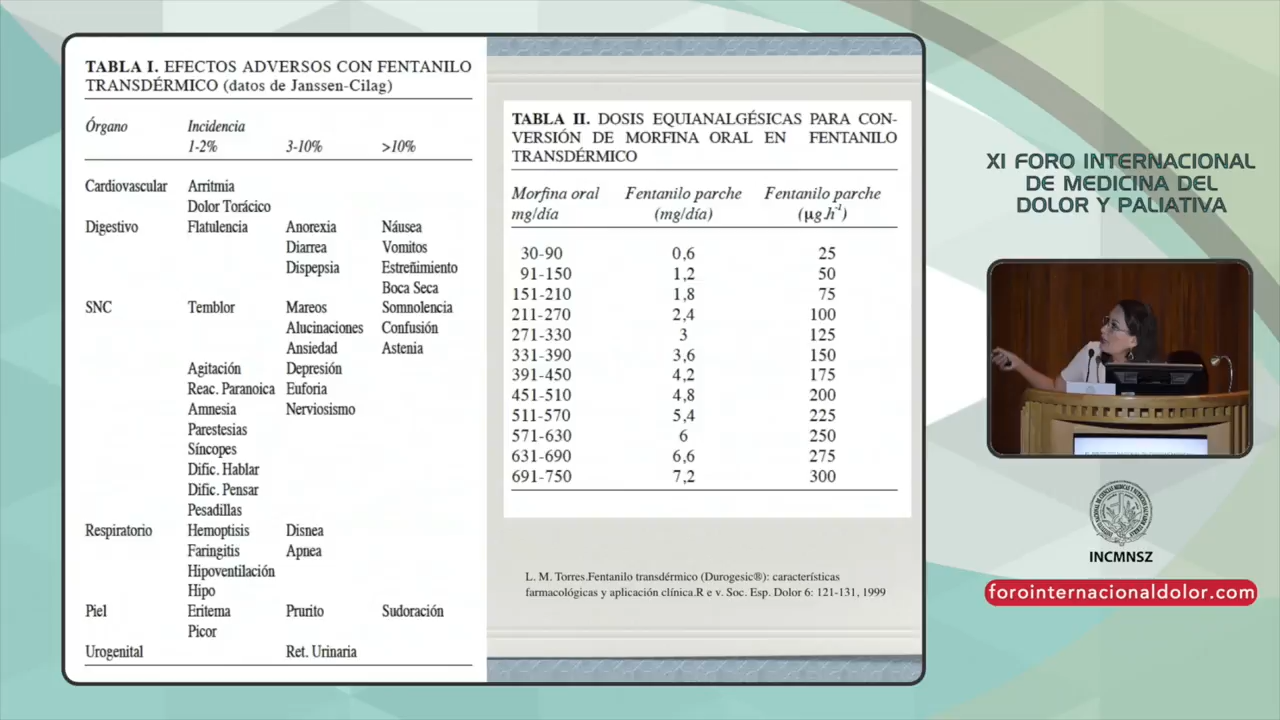 TABLA I. EFECTOS ADVERSOS CON FENTANILO
TRANSDÉRMICO (datos de Janssen-Cilag)
Órgano Incidencia
1-2% 3-10% >10%
Cardiovascular Arritmia
Dolor Torácico
Digestivo Flatulencia Anorexia Náusea
Diarrea Vomitos
Dispepsia Estreñimiento
Boca Seca
SNC Temblor Mareos Somnolencia
Alucinaciones Confusión
Ansiedad Astenia
Agitación Depresión
Reac. Paranoica Euforia
Amnesia Nerviosismo
Parestesias
Síncopes
Dific. Hablar
Dific. Pensar
Pesadillas
Respiratorio Hemoptisis Disnea
Faringitis Apnea
Hipoventilación
Hipo
Piel Eritema Prurito Sudoración
Picor
Urogenital Ret. Urinaria
TABLA II. DOSIS EQUIANALGÉSICAS PARA CON-
VERSIÓN DE MORFINA ORAL EN FENTANILO
TRANSDÉRMICO
Morfina oral Fentanilo parche Fentanilo parche
mg/día (mg/día) (µg.h⁻¹)
30-90 0,6 25
91-150 1,2 50
151-210 1,8 75
211-270 2,4 100
271-330 3 125
331-390 3,6 150
391-450 4,2 175
451-510 4,8 200
511-570 5,4 225
571-630 6 250
631-690 6,6 275
691-750 7,2 300
L. M. Torres.Fentanilo transdérmico (Durogesic®): características
farmacológicas y aplicación clínica.R e v. Soc. Esp. Dolor 6: 121-131, 1999
XI FORO INTERNACIONAL
DE MEDICINA DEL
DOLOR Y PALIATIVA
INCMNSZ
forointernacionaldolor.com